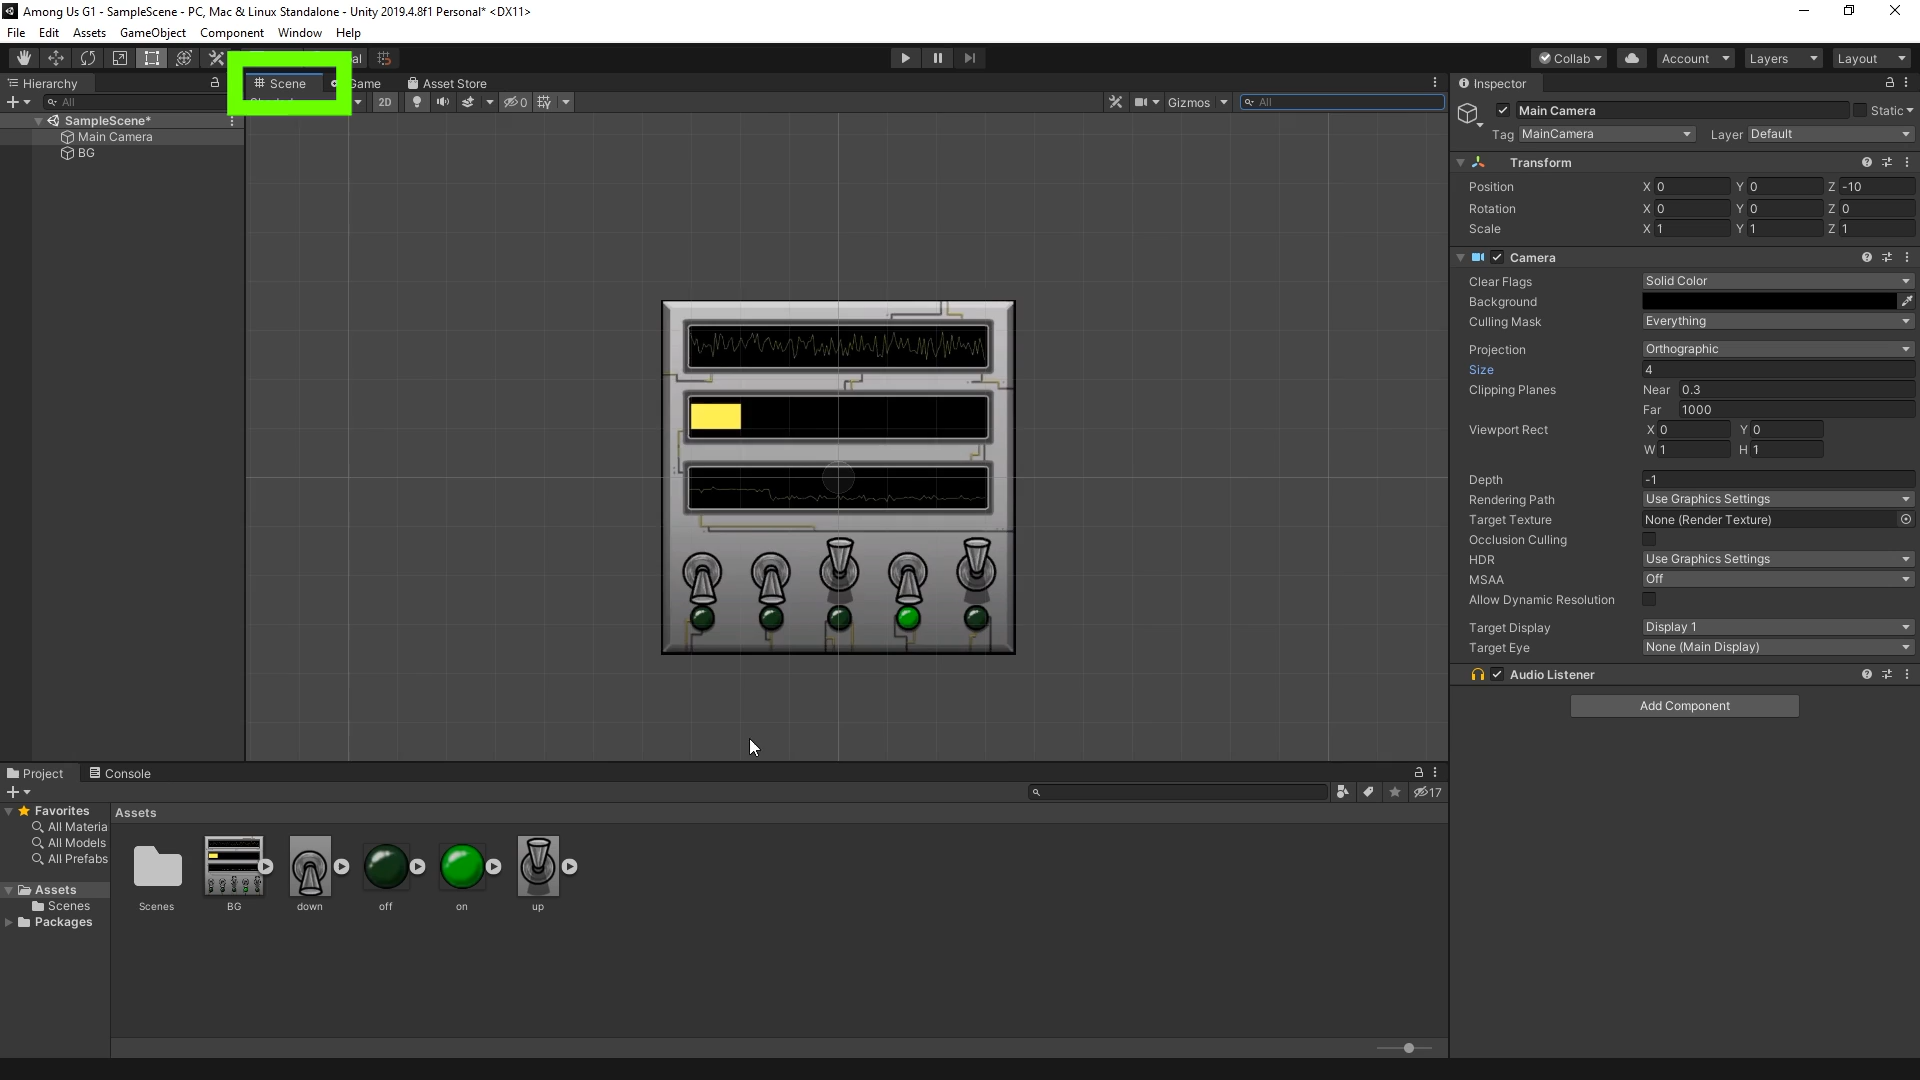 Among Us G1 - SampleScene - PC, Mac & Linux Standalone - Unity 2019.4.8f1 Personal* <DX11>
File Edit Assets GameObject Component Window Help
Collab Account Layers Layout
Hierarchy
All
SampleScene*
Main Camera
BG
Scene Game Asset Store
2D 0 Gizmos All
Inspector
Main Camera Static
Tag MainCamera Layer Default
Transform
Position X 0 Y 0 Z -10
Rotation X 0 Y 0 Z 0
Scale X 1 Y 1 Z 1
Camera
Clear Flags Solid Color
Background
Culling Mask Everything
Projection Orthographic
Size 4
Clipping Planes Near 0.3
Far 1000
Viewport Rect X 0 Y 0
W 1 H 1
Depth -1
Rendering Path Use Graphics Settings
Target Texture None (Render Texture)
Occlusion Culling
HDR Use Graphics Settings
MSAA Off
Allow Dynamic Resolution
Target Display Display 1
Target Eye None (Main Display)
Audio Listener
Add Component
Project Console
17
Favorites
All Materia
All Models
All Prefabs
Assets
Scenes
Packages
Assets
Scenes BG down off on up